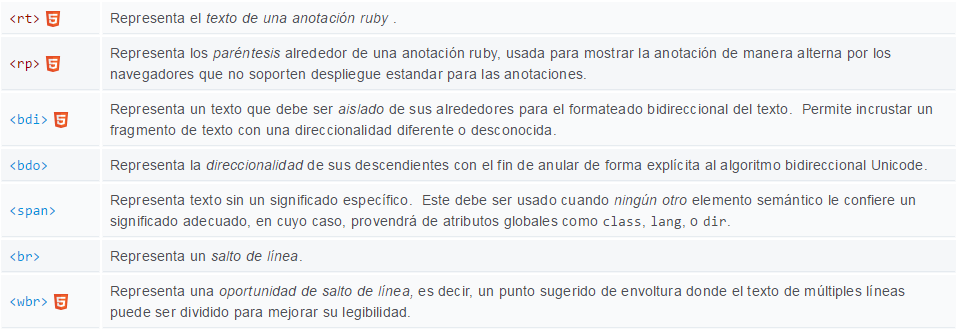 <rt> 5 Representa el texto de una anotación ruby .
<rp> 5 Representa los paréntesis alrededor de una anotación ruby, usada para mostrar la anotación de manera alterna por los
navegadores que no soporten despliegue estandar para las anotaciones.
<bdi> 5 Representa un texto que debe ser aislado de sus alrededores para el formateado bidireccional del texto.  Permite incrustar un
fragmento de texto con una direccionalidad diferente o desconocida.
<bdo> Representa la direccionalidad de sus descendientes con el fin de anular de forma explícita al algoritmo bidireccional Unicode.
<span> Representa texto sin un significado específico.  Este debe ser usado cuando ningún otro elemento semántico le confiere un
significado adecuado, en cuyo caso, provendrá de atributos globales como class, lang, o dir.
<br> Representa un salto de línea.
<wbr> 5 Representa una oportunidad de salto de línea, es decir, un punto sugerido de envoltura donde el texto de múltiples líneas
puede ser dividido para mejorar su legibilidad.